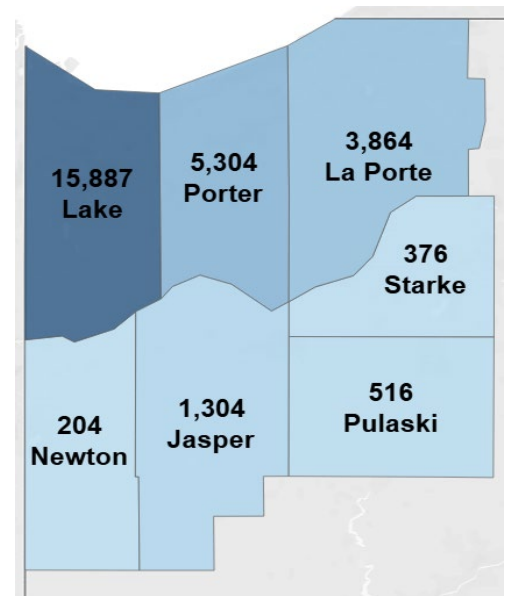 15,887
Lake
5,304
Porter
3,864
La Porte
376
Starke
204
Newton
1,304
Jasper
516
Pulaski